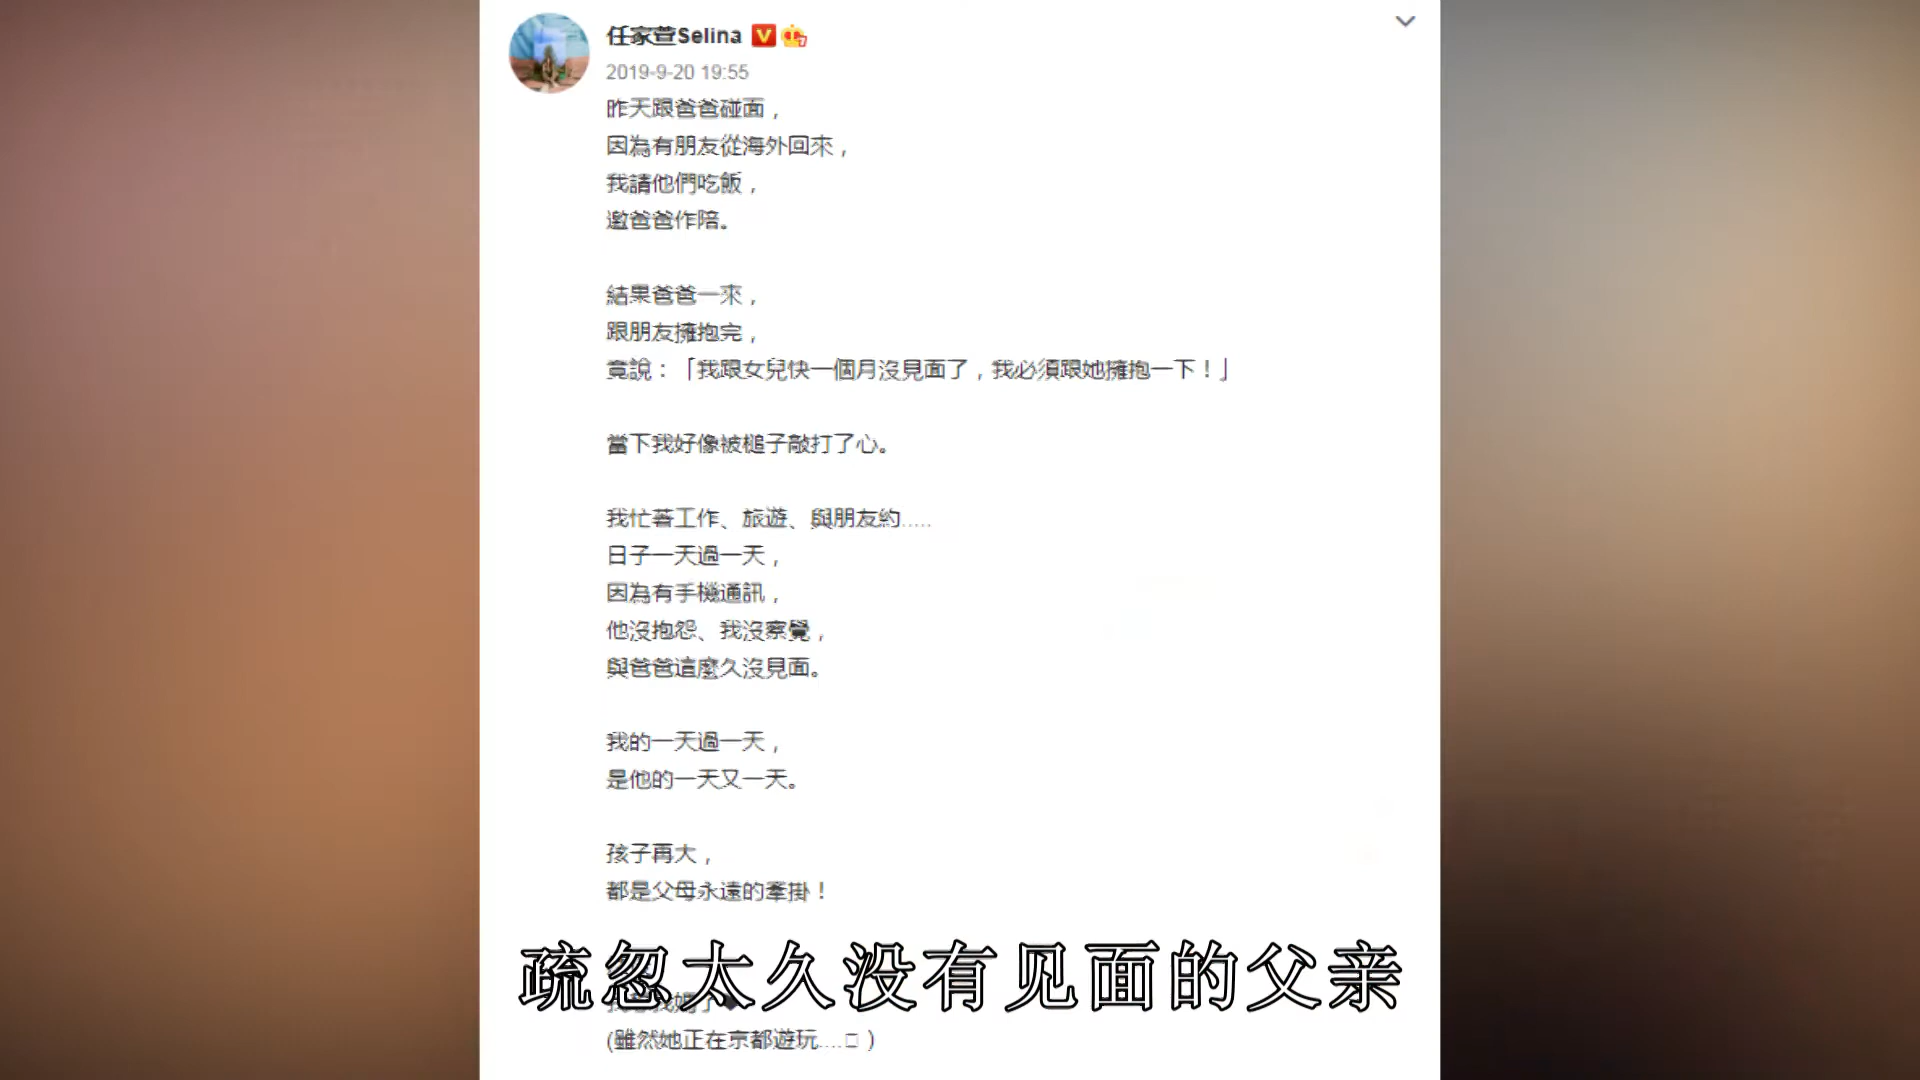 任家萱Selina
2019-9-20 19:55
昨天跟爸爸碰面，
因為有朋友從海外回來，
我請他們吃飯，
邀爸爸作陪。
結果爸爸一來，
跟朋友擁抱完，
竟說：「我跟女兒快一個月沒見面了，我必須跟她擁抱一下！」
當下我好像被槌子敲打了心。
我忙著工作、旅遊、與朋友約.....
日子一天過一天，
因為有手機通訊，
他沒抱怨、我沒察覺，
與爸爸這麼久沒見面。
我的一天過一天，
是他的一天又一天。
孩子再大，
都是父母永遠的牽掛！
疏忽太久没有见面的父亲
(雖然她正在京都遊玩....□)